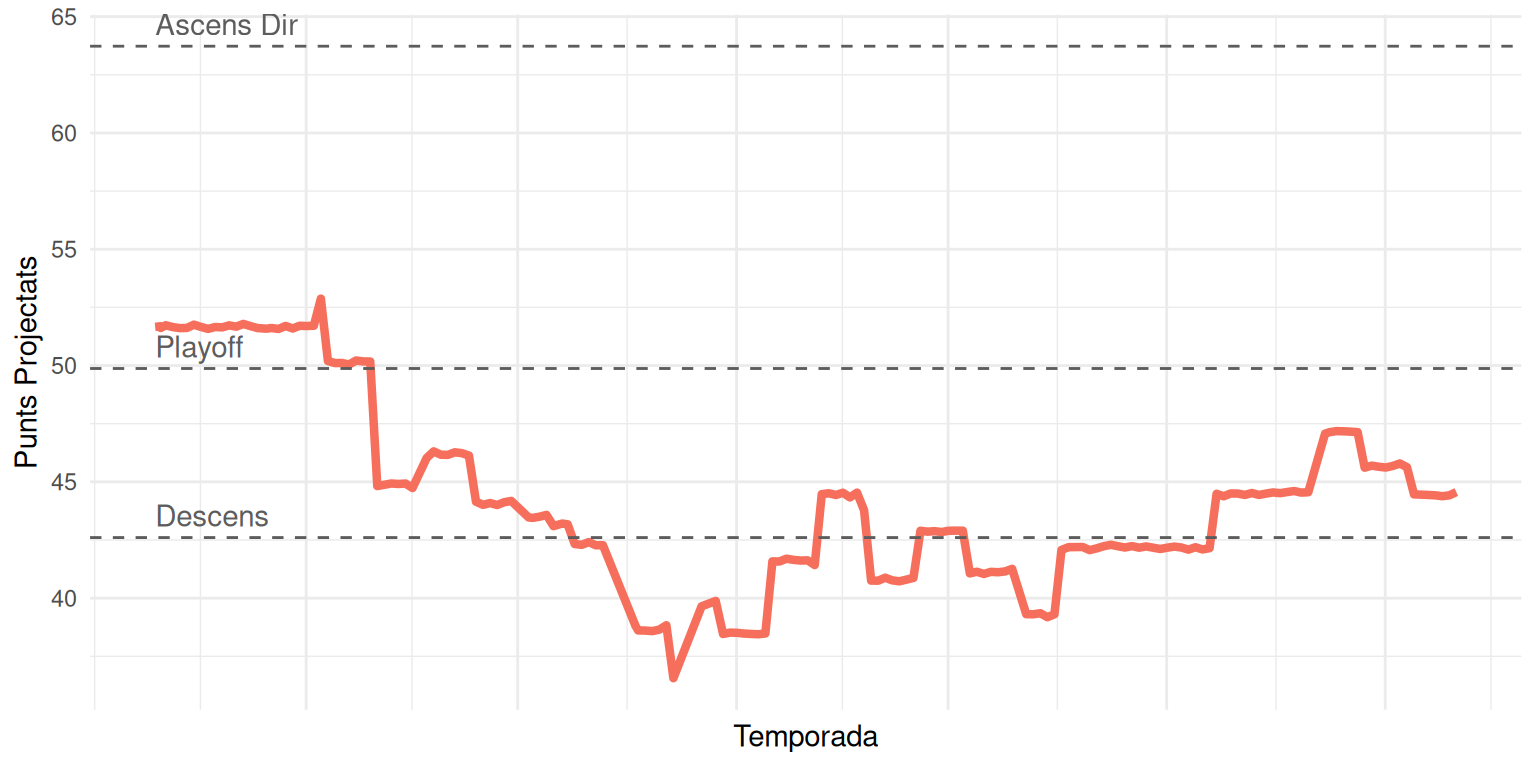 65
Ascens Dir
60
55
Playoff
50
45
Descens
40
Punts Projectats
Temporada